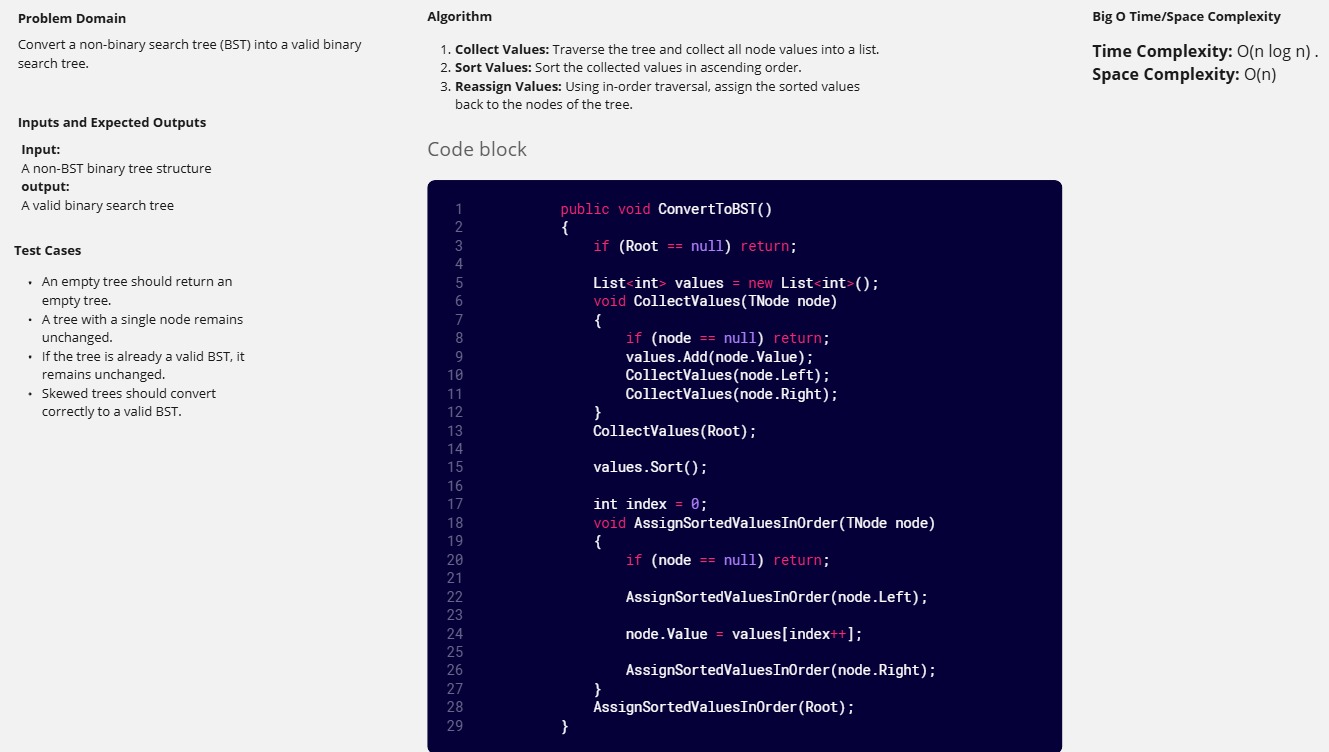 Problem Domain
Convert a non-binary search tree (BST) into a valid binary
search tree.
Inputs and Expected Outputs
Input:
A non-BST binary tree structure
output:
A valid binary search tree
Test Cases
• An empty tree should return an
empty tree.
• A tree with a single node remains
unchanged.
• If the tree is already a valid BST, it
remains unchanged.
• Skewed trees should convert
correctly to a valid BST.
Algorithm
1. Collect Values: Traverse the tree and collect all node values into a list.
2. Sort Values: Sort the collected values in ascending order.
3. Reassign Values: Using in-order traversal, assign the sorted values
back to the nodes of the tree.
Code block
1 public void ConvertToBST()
2 {
3 if (Root == null) return;
4
5 List<int> values = new List<int>();
6 void CollectValues(TNode node)
7 {
8 if (node == null) return;
9 values.Add(node.Value);
10 CollectValues(node.Left);
11 CollectValues(node.Right);
12 }
13 CollectValues(Root);
14
15 values.Sort();
16
17 int index = 0;
18 void AssignSortedValuesInOrder(TNode node)
19 {
20 if (node == null) return;
21
22 AssignSortedValuesInOrder(node.Left);
23
24 node.Value = values[index++];
25
26 AssignSortedValuesInOrder(node.Right);
27 }
28 AssignSortedValuesInOrder(Root);
29 }
Big O Time/Space Complexity
Time Complexity: O(n log n) .
Space Complexity: O(n)